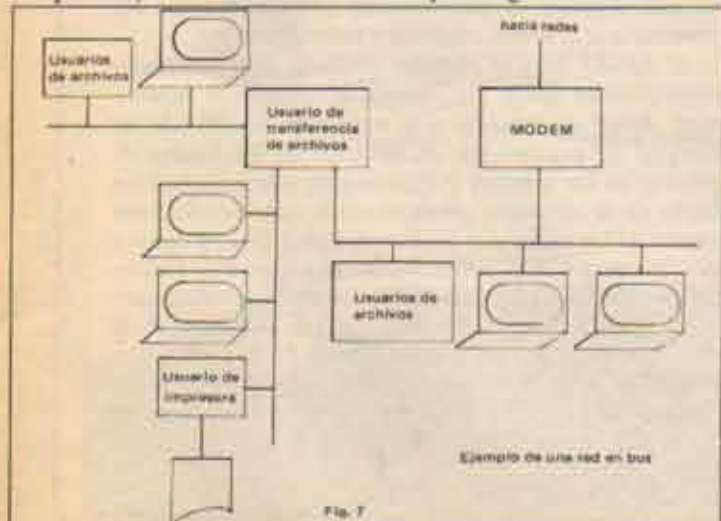 Usuarios
de archivos
hacia redes
Usuario de
transferencia
de archivos
MODEM
Usuarios de
archivos
Usuario de
impresora
Ejemplo de una red en bus
Fig. 7